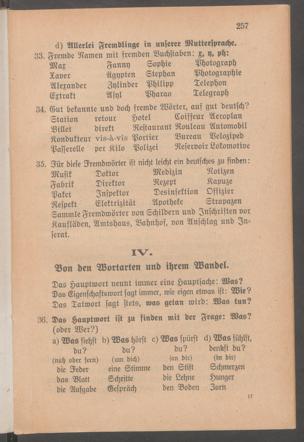 257
d) Allerlei Fremdlinge in unserer Muttersprache.
33. Fremde Namen mit fremden Buchstaben: x, y, ph:
Max Fanny Sophie Photograph
Xaver Ägypten Stephan Photographie
Alexander Zylinder Philipp Telephon
Extrakt Asyl Pharao Telegraph
34. Gut bekannte und doch fremde Wörter, auf gut deutsch?
Station retour Hotel Coiffeur Aeroplan
Billet direkt Restaurant Rouleau Automobil
Kondukteur vis-à-vis Portier Bureau Velociped
Passerelle per Kilo Polizei Reservoir Lokomotive
35. Für diese Fremdwörter ist nicht leicht ein deutsches zu finden:
Musik Doktor Medizin Notizen
Fabrik Direktor Rezept Kapuze
Paket Inspektor Desinfektion Offizier
Respekt Elektrizität Apotheke Strapazen
Sammle Fremdwörter von Schildern und Inschriften vor
Kaufläden, Amtshaus, Bahnhof, von Anschlag und In-
serat.
IV.
Von den Wortarten und ihrem Wandel.
Das Hauptwort nennt immer eine Hauptsache: Was?
Das Eigenschaftswort sagt immer, wie eigen etwas ist: Wie?
Das Tatwort sagt stets, was getan wird: Was tun?
36. Das Hauptwort ist zu finden mit der Frage: Was?
(oder Wer?)
a) Was siehst b) Was hörst c) Was spürst d) Was fühlst,
du? du? du? denkst du?
(nah oder fern) (um dich) (an dir) (in dir)
die Feder eine Stimme den Stift Schmerzen
das Blatt Schritte die Lehne Hunger
die Aufgabe Gespräch den Boden Zorn
17